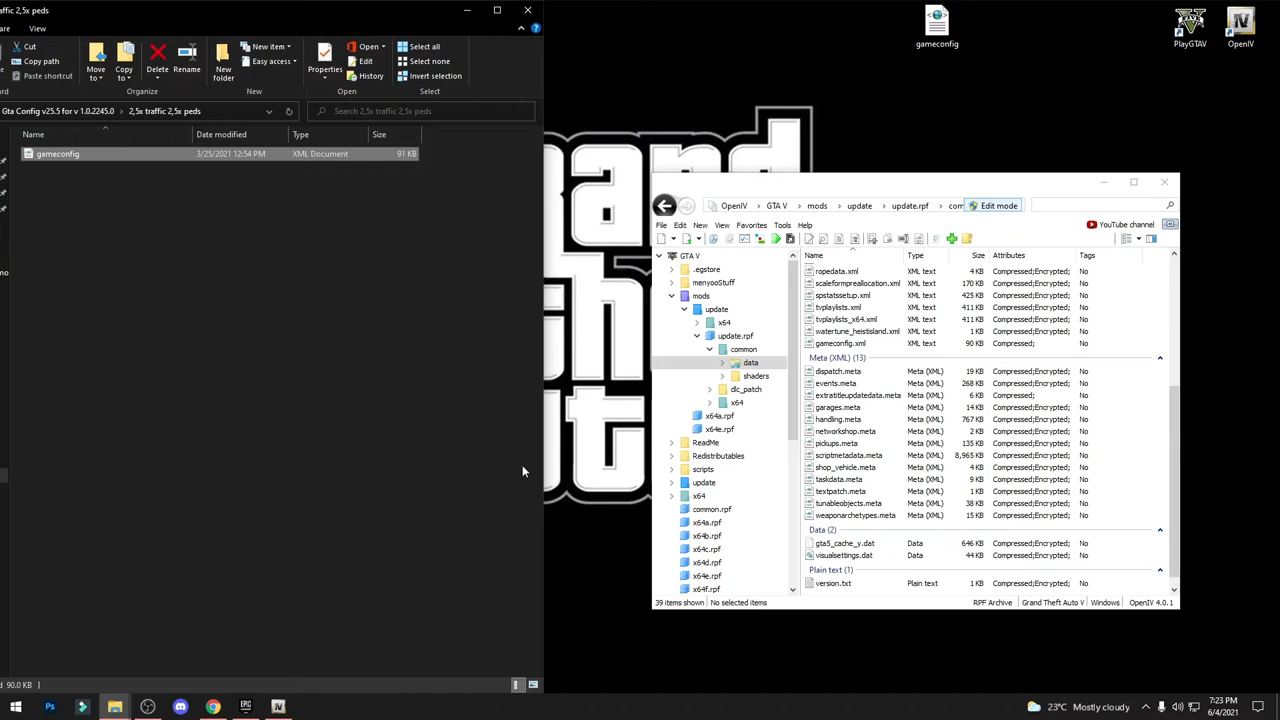 affic 2,5x peds
are
View
Cut
Copy path
Paste shortcut
Move to
Copy to
Delete
Rename
New folder
New item
Easy access
Properties
Open
Edit
History
Select all
Select none
Invert selection
Organize
New
Open
Select
Gta Config v25.5 for v 1.0.2245.0 > 2,5x traffic 2,5x peds
Search 2,5x traffic 2,5x peds
Name Date modified Type Size
gameconfig 3/25/2021 12:54 PM XML Document 91 KB
no
d 90.0 KB
gameconfig
PlayGTAV
OpenIV
OpenIV GTA V mods update update.rpf com
Edit mode
File Edit New View Favorites Tools Help
YouTube channel
GTA V
.egstore
menyooStuff
mods
update
x64
update.rpf
common
data
shaders
dlc_patch
x64
x64a.rpf
x64e.rpf
ReadMe
Redistributables
scripts
update
x64
common.rpf
x64a.rpf
x64b.rpf
x64c.rpf
x64d.rpf
x64e.rpf
x64f.rpf
Name Type Size Attributes Tags
ropedata.xml XML text 4 KB Compressed;Encrypted; No
scaleformpreallocation.xml XML text 170 KB Compressed;Encrypted; No
spstatssetup.xml XML text 425 KB Compressed;Encrypted; No
tvplaylists.xml XML text 411 KB Compressed;Encrypted; No
tvplaylists_x64.xml XML text 411 KB Compressed;Encrypted; No
watertune_heistisland.xml XML text 1 KB Compressed;Encrypted; No
gameconfig.xml XML text 90 KB Compressed; No
Meta (XML) (13)
dispatch.meta Meta (XML) 19 KB Compressed;Encrypted; No
events.meta Meta (XML) 268 KB Compressed;Encrypted; No
extratitleupdatedata.meta Meta (XML) 6 KB Compressed; No
garages.meta Meta (XML) 138 KB Compressed;Encrypted; No
handling.meta Meta (XML) 767 KB Compressed;Encrypted; No
networkshop.meta Meta (XML) 2 KB Compressed;Encrypted; No
pickups.meta Meta (XML) 135 KB Compressed;Encrypted; No
scriptmetadata.meta Meta (XML) 8,965 KB Compressed;Encrypted; No
shop_vehicle.meta Meta (XML) 4 KB Compressed;Encrypted; No
taskdata.meta Meta (XML) 9 KB Compressed;Encrypted; No
textpatch.meta Meta (XML) 1 KB Compressed;Encrypted; No
tunableobjects.meta Meta (XML) 38 KB Compressed;Encrypted; No
weaponarchetypes.meta Meta (XML) 15 KB Compressed;Encrypted; No
Data (2)
gta5_cache_y.dat Data 646 KB Compressed;Encrypted; No
visualsettings.dat Data 44 KB Compressed;Encrypted; No
Plain text (1)
version.txt Plain text 1 KB Compressed;Encrypted; No
39 items shown No selected items RPF Archive Grand Theft Auto V Windows OpenIV 4.0.1
23°C Mostly cloudy
7:23 PM
6/4/2021